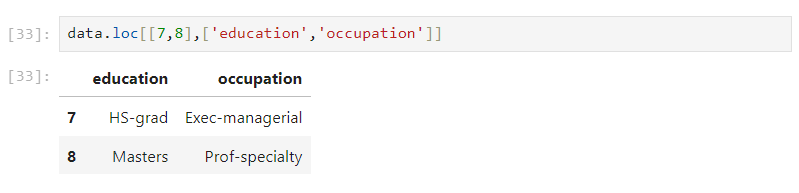 [33]: data.loc[[7,8],['education','occupation']]
[33]:
education occupation
7 HS-grad Exec-managerial
8 Masters Prof-specialty